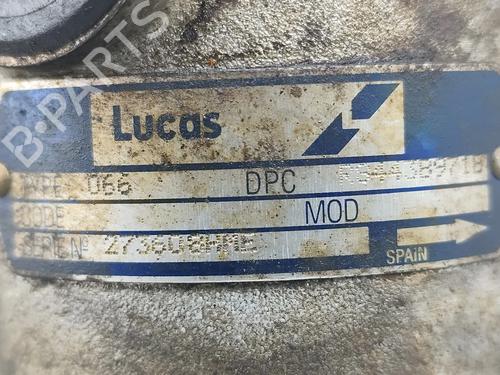 Lucas
TYPE 066 DPC
CODE MOD
SERIE Nº
SPAIN
B-PARTS